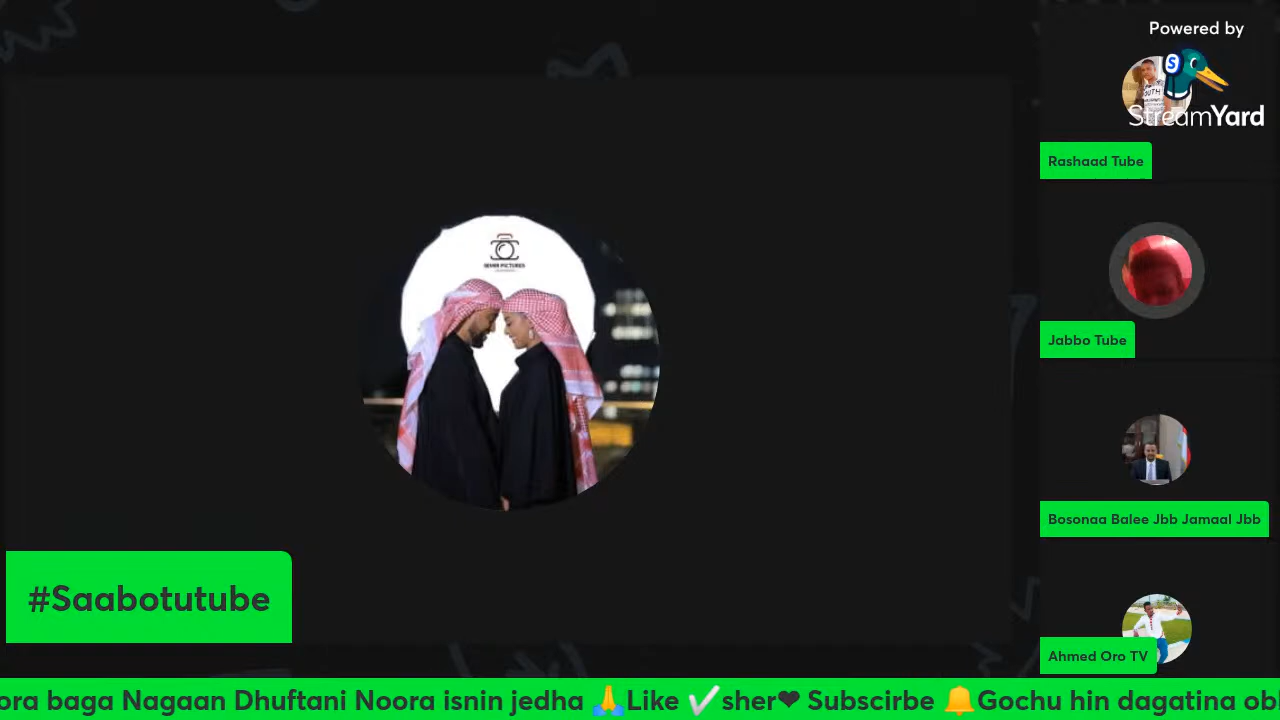 Powered by
StreamYard
Rashaad Tube
Jabbo Tube
Bosonaa Balee Jbb Jamaal Jbb
#Saabotutube
Ahmed Oro TV
ora baga Nagaan Dhuftani Noora isnin jedha 🙏Like ✔️sher❤ Subscirbe 🔔Gochu hin dagatina ob